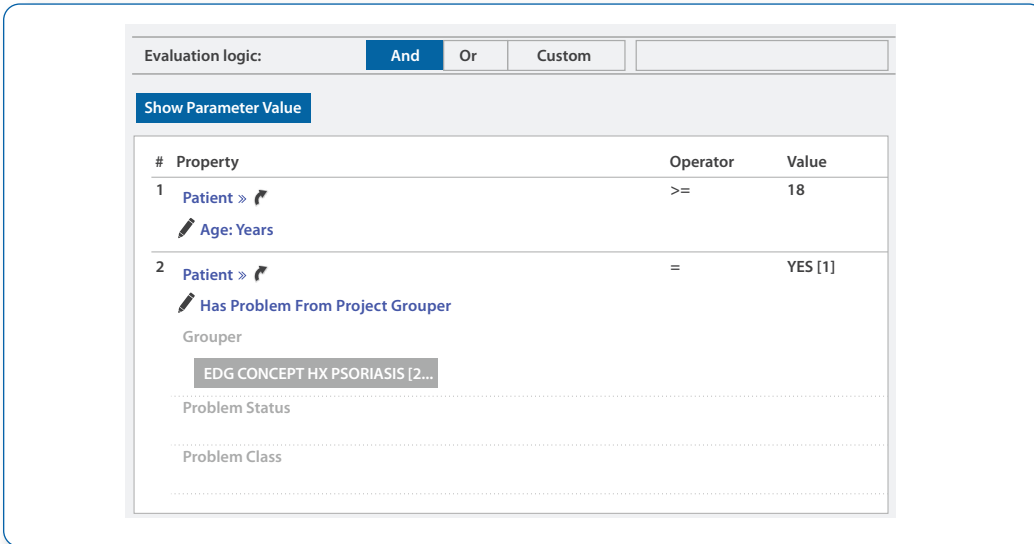 Evaluation logic: And Or Custom
Show Parameter Value
# Property Operator Value
1 Patient » >= 18
Age: Years
2 Patient » = YES [1]
Has Problem From Project Grouper
Grouper
EDG CONCEPT HX PSORIASIS [2...
Problem Status
Problem Class